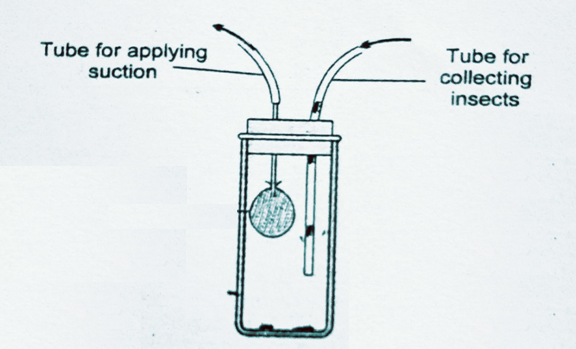 Tube for applying
suction
Tube for
collecting
insects